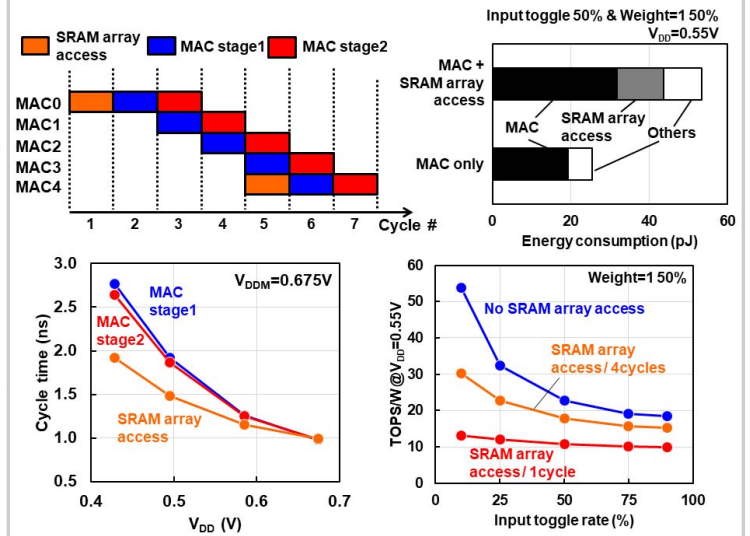 SRAM array
access
MAC stage1
MAC stage2
MAC0
MAC1
MAC2
MAC3
MAC4
1 2 3 4 5 6 7 Cycle #
Input toggle 50% & Weight=1 50%
VDD=0.55V
MAC +
SRAM array
access
MAC
SRAM array
access
Others
MAC only
0 20 40 60
Energy consumption (pJ)
3.0
2.5
2.0
1.5
1.0
0.5
Cycle time (ns)
VDDM=0.675V
MAC
stage1
MAC
stage2
SRAM array
access
0.4 0.5 0.6 0.7
VDD (V)
60
50
40
30
20
10
0
TOPS/W@VDD=0.55V
Weight=1 50%
No SRAM array access
SRAM array
access/4cycles
SRAM array
access/1cycle
0 25 50 75 100
Input toggle rate (%)